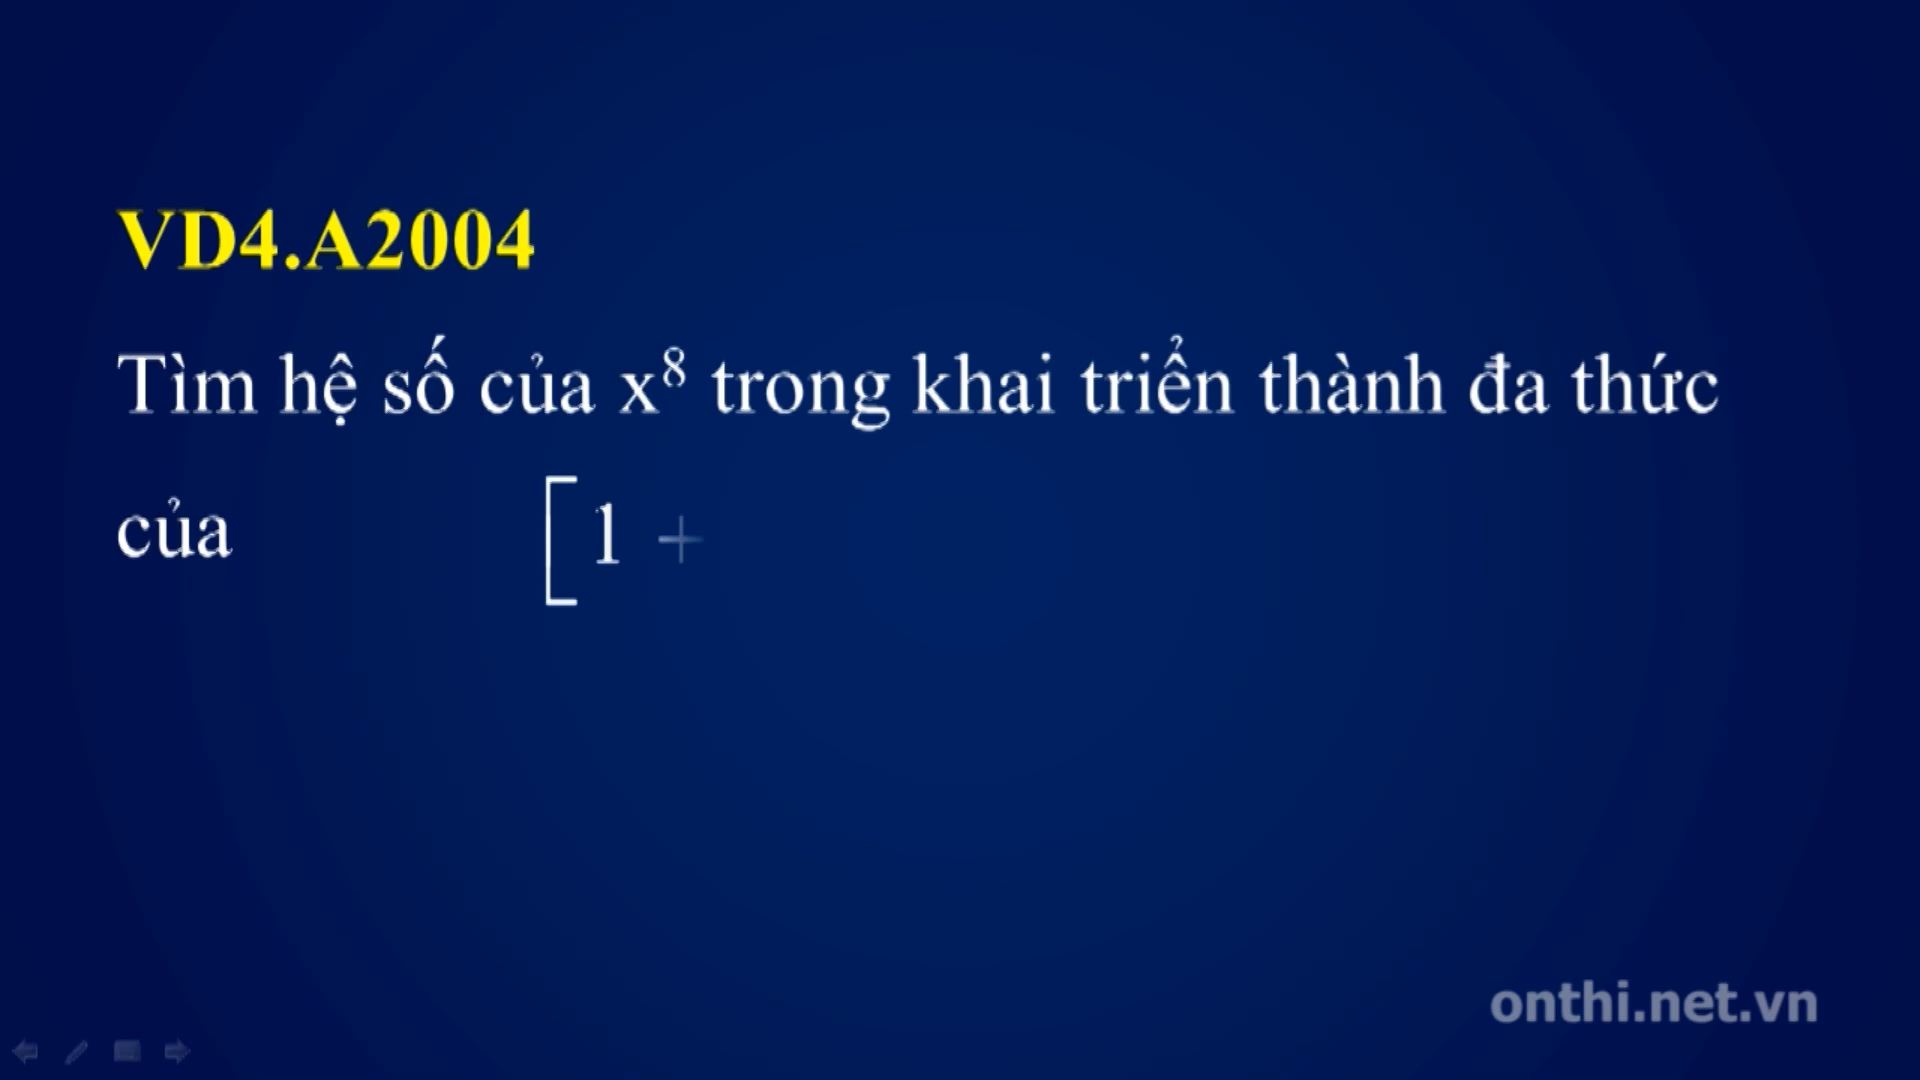 VD4.A2004
Tìm hệ số của x⁸ trong khai triển thành đa thức
của [1 +
onthi.net.vn